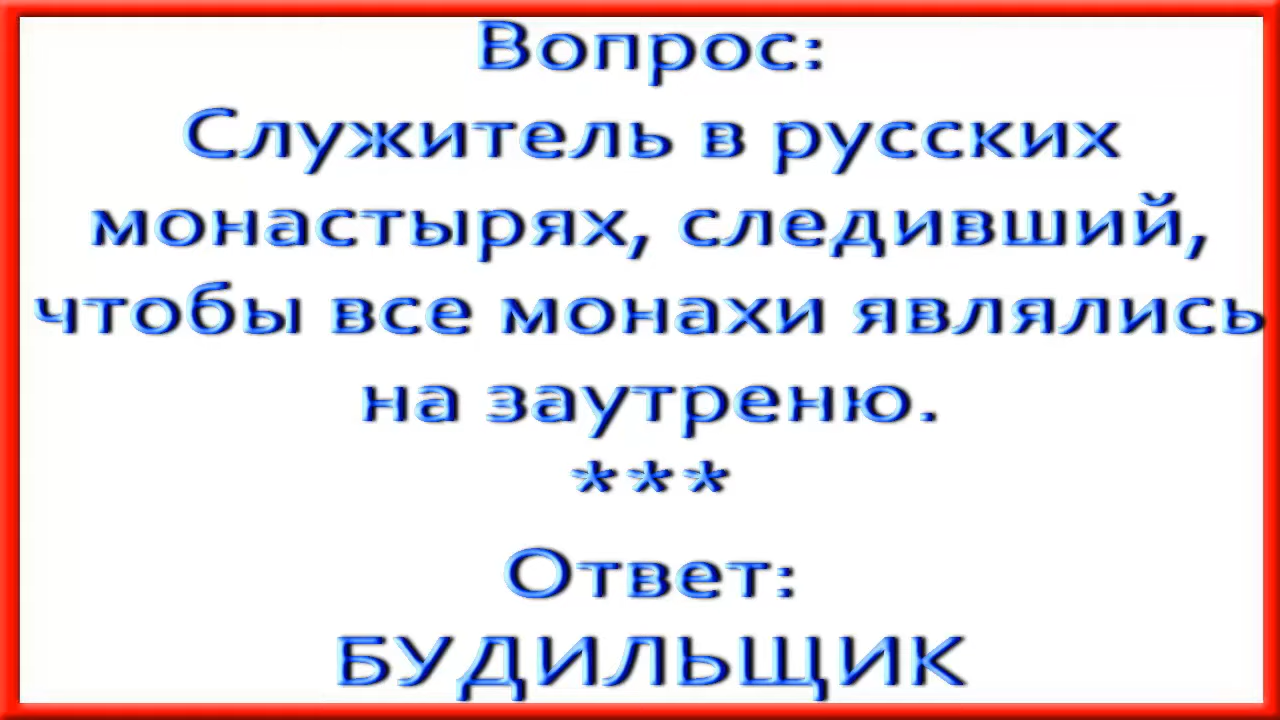 Вопрос:
Служитель в русских
монастырях, следивший,
чтобы все монахи являлись
на заутреню.
***
Ответ:
БУДИЛЬЩИК